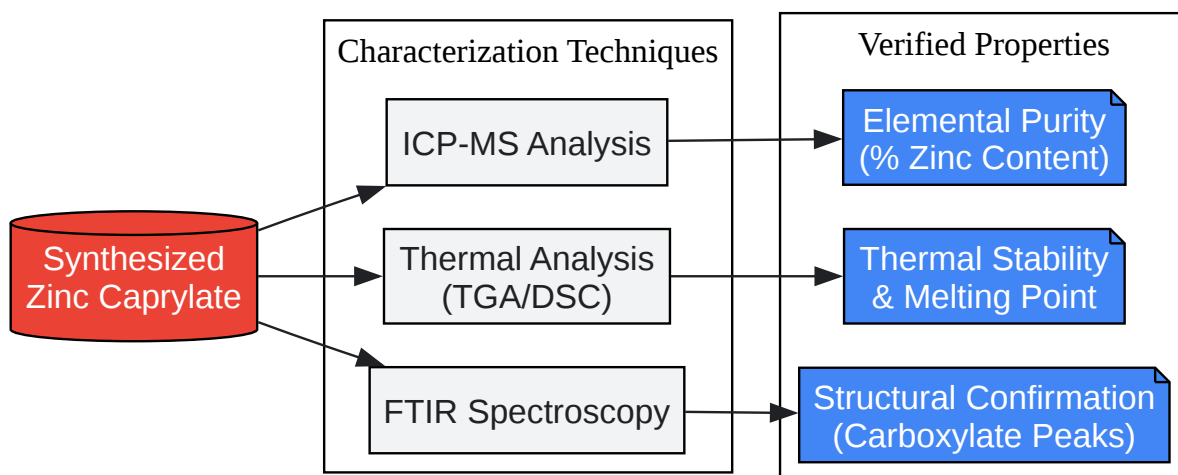 Characterization Techniques
Verified Properties
ICP-MS Analysis
Elemental Purity
(% Zinc Content)
Synthesized
Zinc Caprylate
Thermal Analysis
(TGA/DSC)
Thermal Stability
& Melting Point
FTIR Spectroscopy
Structural Confirmation
(Carboxylate Peaks)